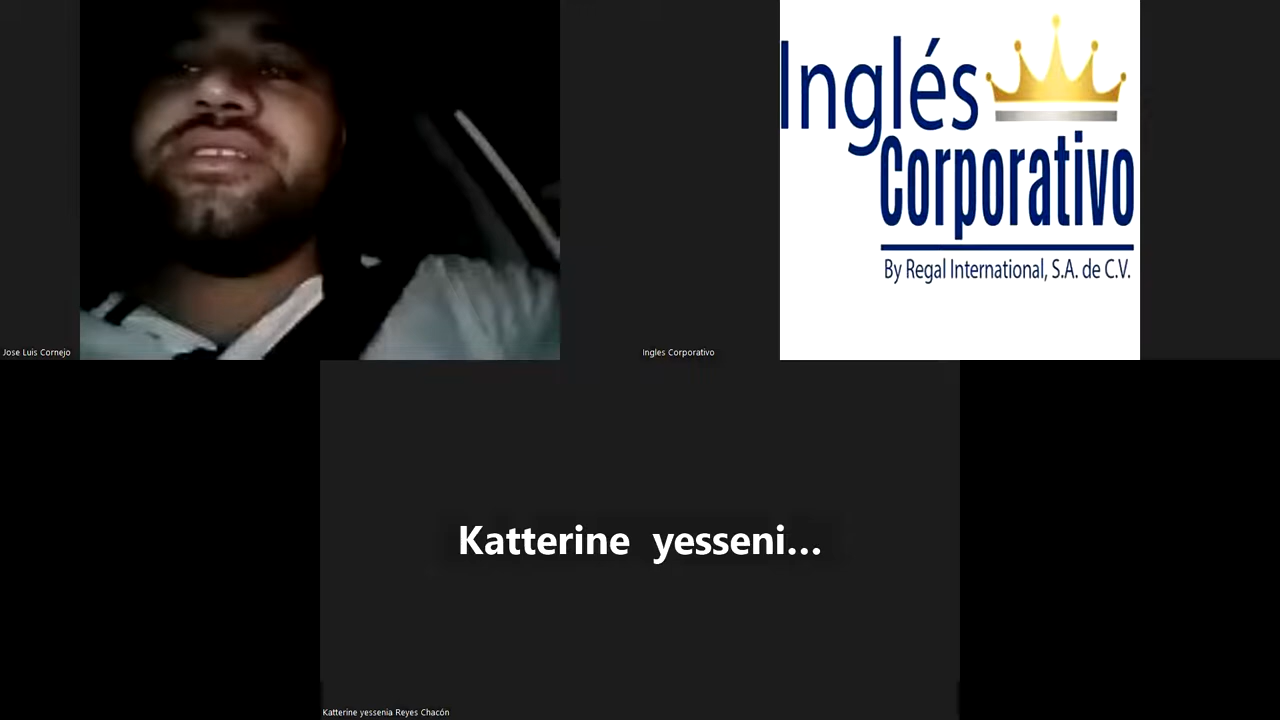 Inglés
Corporativo
By Regal International, S.A. de C.V.
Jose Luis Cornejo
Ingles Corporativo
Katterine yesseni...
Katterine yessenia Reyes Chacón